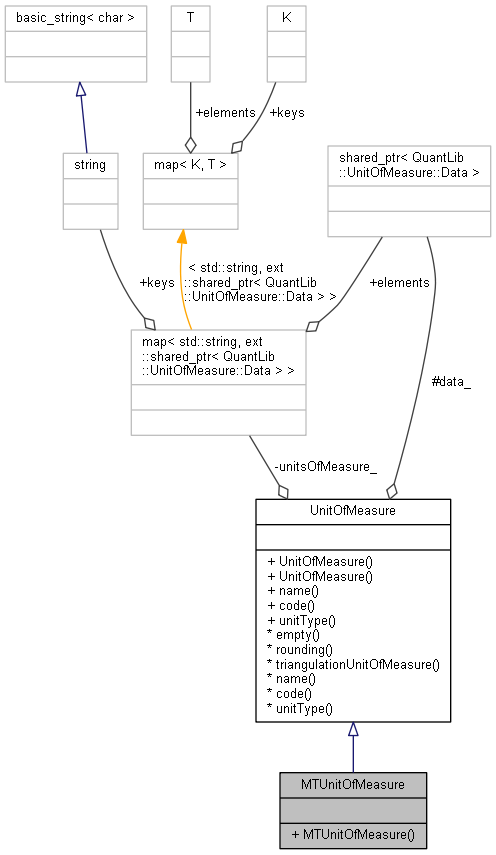 basic_string< char >
T
K
+elements
+keys
string
map< K, T >
shared_ptr< QuantLib
::UnitOfMeasure::Data >
+keys
< std::string, ext
::shared_ptr< QuantLib
::UnitOfMeasure::Data > >
+elements
map< std::string, ext
::shared_ptr< QuantLib
::UnitOfMeasure::Data > >
#data_
-unitsOfMeasure_
UnitOfMeasure
+ UnitOfMeasure()
+ UnitOfMeasure()
+ name()
+ code()
+ unitType()
* empty()
* rounding()
* triangulationUnitOfMeasure()
* name()
* code()
* unitType()
MTUnitOfMeasure
+ MTUnitOfMeasure()